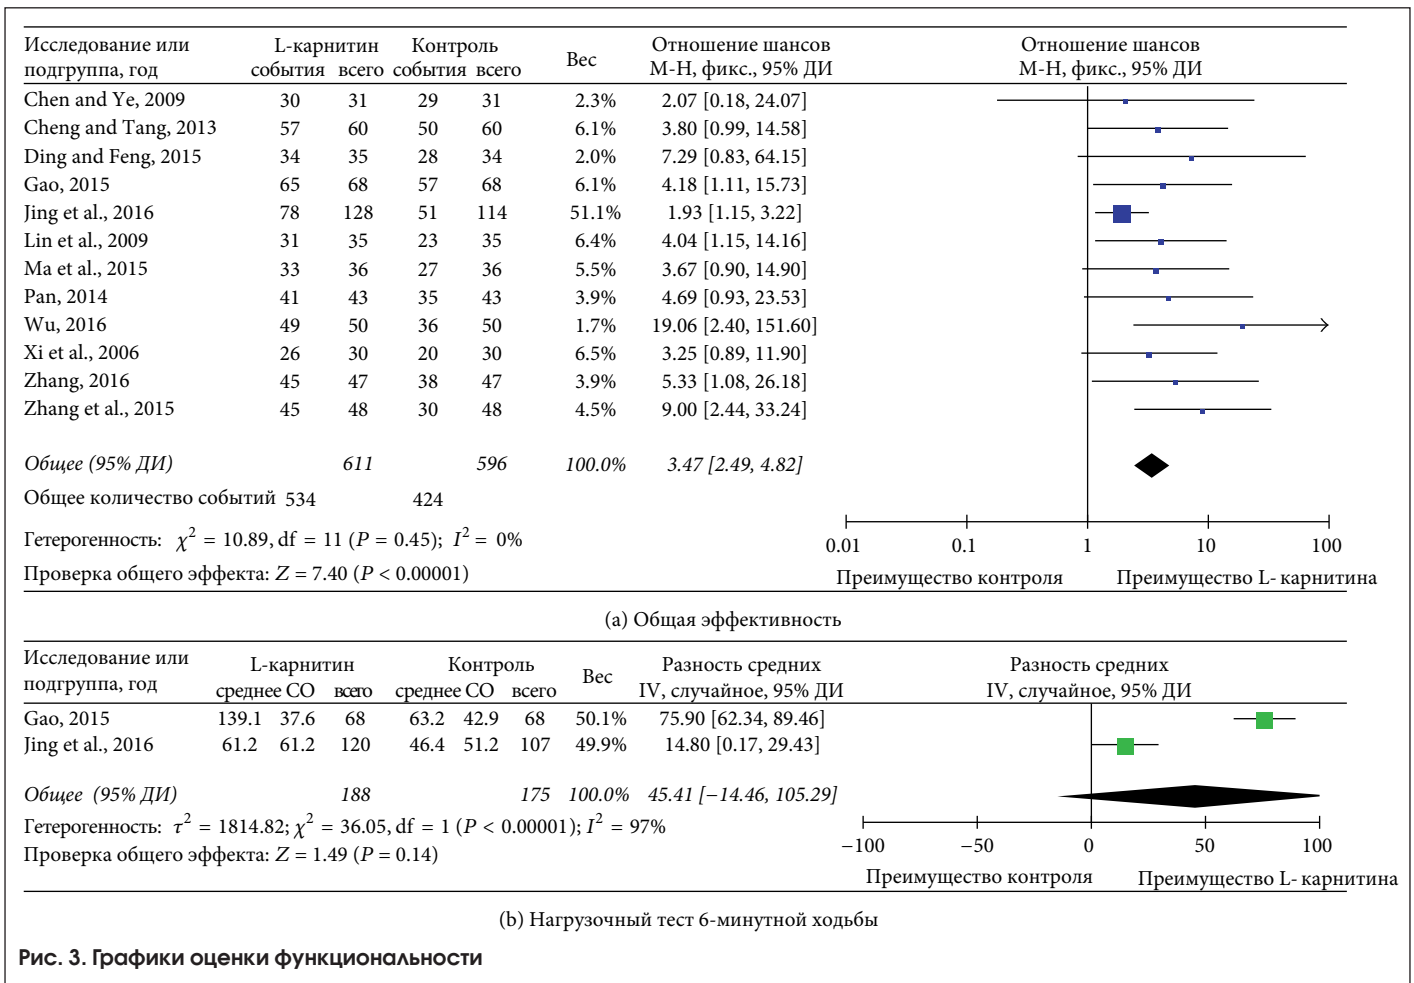 Исследование или подгруппа, год L-карнитин события всего Контроль события всего Вес Отношение шансов М-Н, фикс., 95% ДИ Отношение шансов М-Н, фикс., 95% ДИ
Chen and Ye, 2009 30 31 29 31 2.3% 2.07 [0.18, 24.07]
Cheng and Tang, 2013 57 60 50 60 6.1% 3.80 [0.99, 14.58]
Ding and Feng, 2015 34 35 28 34 2.0% 7.29 [0.83, 64.15]
Gao, 2015 65 68 57 68 6.1% 4.18 [1.11, 15.73]
Jing et al., 2016 78 128 51 114 51.1% 1.93 [1.15, 3.22]
Lin et al., 2009 31 35 23 35 6.4% 4.04 [1.15, 14.16]
Ma et al., 2015 33 36 27 36 5.5% 3.67 [0.90, 14.90]
Pan, 2014 41 43 35 43 3.9% 4.69 [0.93, 23.53]
Wu, 2016 49 50 36 50 1.7% 19.06 [2.40, 151.60]
Xi et al., 2006 26 30 20 30 6.5% 3.25 [0.89, 11.90]
Zhang, 2016 45 47 38 47 3.9% 5.33 [1.08, 26.18]
Zhang et al., 2015 45 48 30 48 4.5% 9.00 [2.44, 33.24]
Общее (95% ДИ) 611 596 100.0% 3.47 [2.49, 4.82]
Общее количество событий 534 424
Гетерогенность: χ² = 10.89, df = 11 (P = 0.45); I² = 0%
Проверка общего эффекта: Z = 7.40 (P < 0.00001)
0.01 0.1 1 10 100
Преимущество контроля Преимущество L- карнитина
(a) Общая эффективность
Исследование или подгруппа, год L-карнитин среднее СО всего Контроль среднее СО всего Вес Разность средних IV, случайное, 95% ДИ Разность средних IV, случайное, 95% ДИ
Gao, 2015 139.1 37.6 68 63.2 42.9 68 50.1% 75.90 [62.34, 89.46]
Jing et al., 2016 61.2 61.2 120 46.4 51.2 107 49.9% 14.80 [0.17, 29.43]
Общее (95% ДИ) 188 175 100.0% 45.41 [−14.46, 105.29]
Гетерогенность: τ² = 1814.82; χ² = 36.05, df = 1 (P < 0.00001); I² = 97%
Проверка общего эффекта: Z = 1.49 (P = 0.14)
−100 −50 0 50 100
Преимущество контроля Преимущество L- карнитина
(b) Нагрузочный тест 6-минутной ходьбы
Рис. 3. Графики оценки функциональности